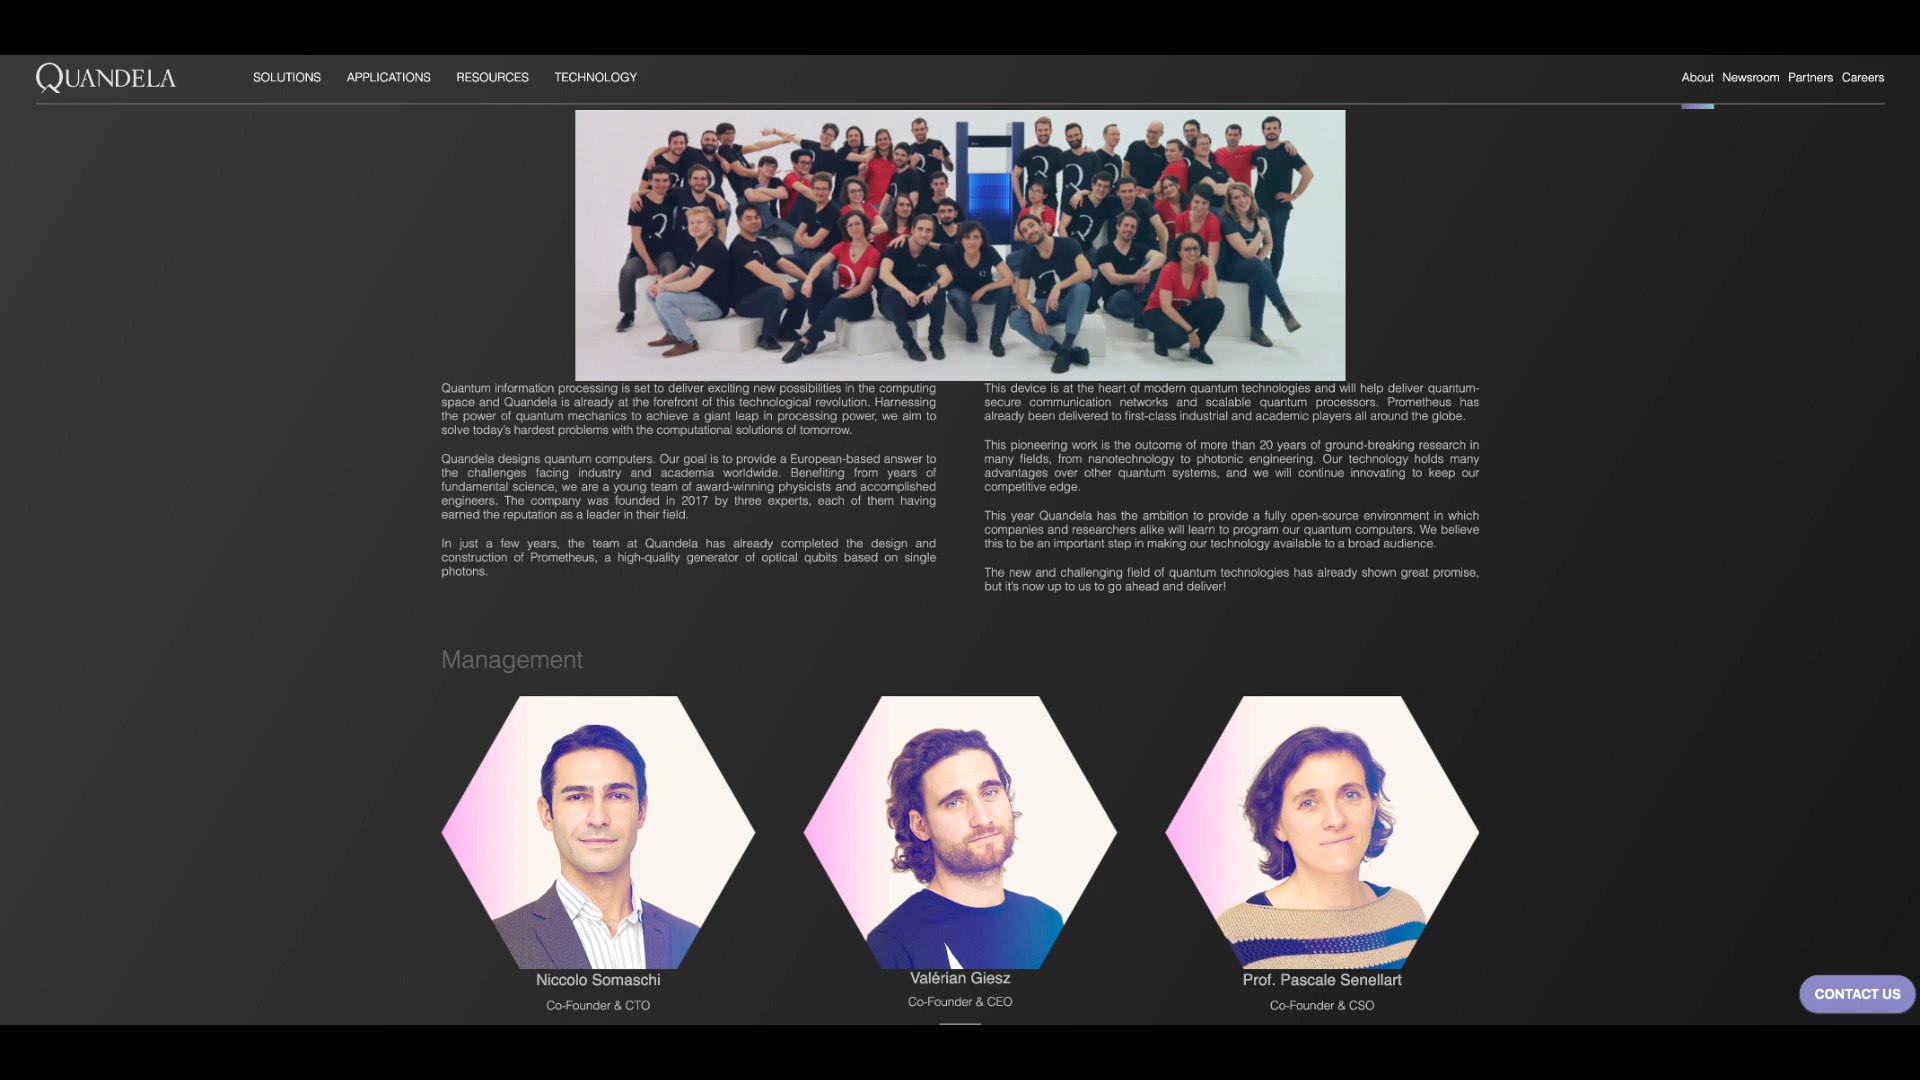 QUANDELA
SOLUTIONS APPLICATIONS RESOURCES TECHNOLOGY
About Newsroom Partners Careers
Quantum information processing is set to deliver exciting new possibilities in the computing
space and Quandela is already at the forefront of this technological revolution. Harnessing
the power of quantum mechanics to achieve a giant leap in processing power, we aim to
solve today's hardest problems with the computational solutions of tomorrow.
Quandela designs quantum computers. Our goal is to provide a European-based answer to
the challenges facing industry and academia worldwide. Benefiting from years of
fundamental science, we are a young team of award-winning physicists and accomplished
engineers. The company was founded in 2017 by three experts, each of them having
earned the reputation as a leader in their field.
In just a few years, the team at Quandela has already completed the design and
construction of Prometheus, a high-quality generator of optical qubits based on single
photons.
This device is at the heart of modern quantum technologies and will help deliver quantum-
secure communication networks and scalable quantum processors. Prometheus has
already been delivered to first-class industrial and academic players all around the globe.
This pioneering work is the outcome of more than 20 years of ground-breaking research in
many fields, from nanotechnology to photonic engineering. Our technology holds many
advantages over other quantum systems, and we will continue innovating to keep our
competitive edge.
This year Quandela has the ambition to provide a fully open-source environment in which
companies and researchers alike will learn to program our quantum computers. We believe
this to be an important step in making our technology available to a broad audience.
The new and challenging field of quantum technologies has already shown great promise,
but it's now up to us to go ahead and deliver!
Management
Niccolo Somaschi
Co-Founder & CTO
Valérian Giesz
Co-Founder & CEO
Prof. Pascale Senellart
Co-Founder & CSO
CONTACT US